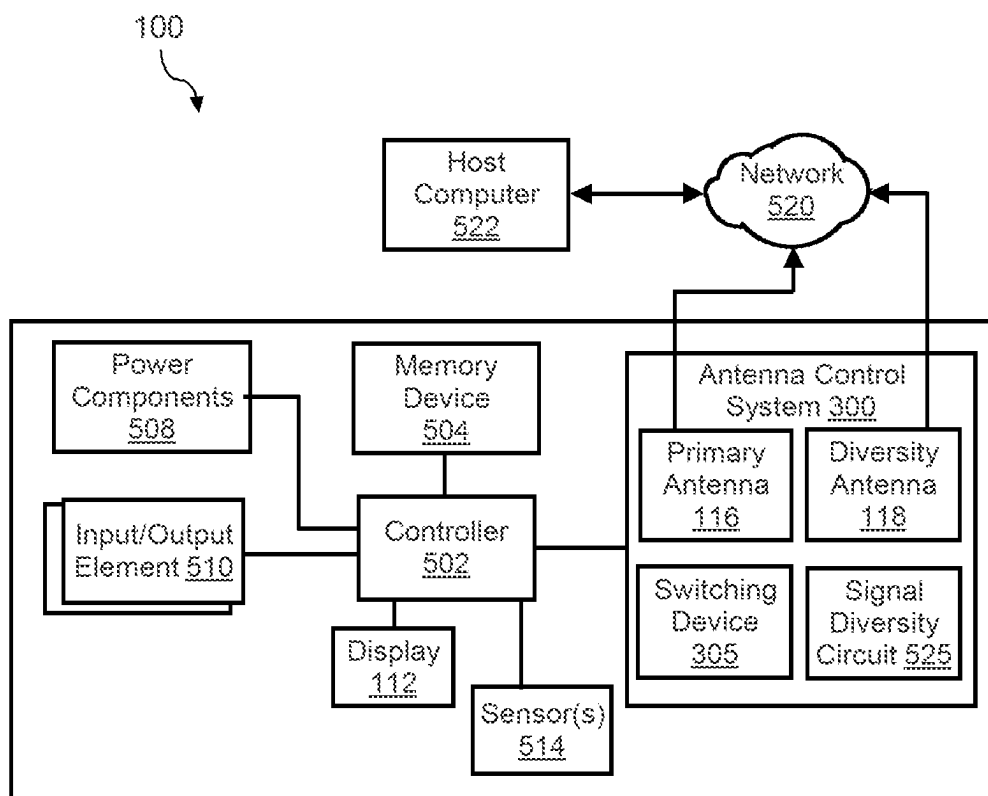 100
Host
Computer
522
Network
520
Power
Components
508
Memory
Device
504
Antenna Control
System 300
Primary
Antenna
116
Diversity
Antenna
118
Input/Output
Element 510
Controller
502
Switching
Device
305
Signal
Diversity
Circuit 525
Display
112
Sensor(s)
514